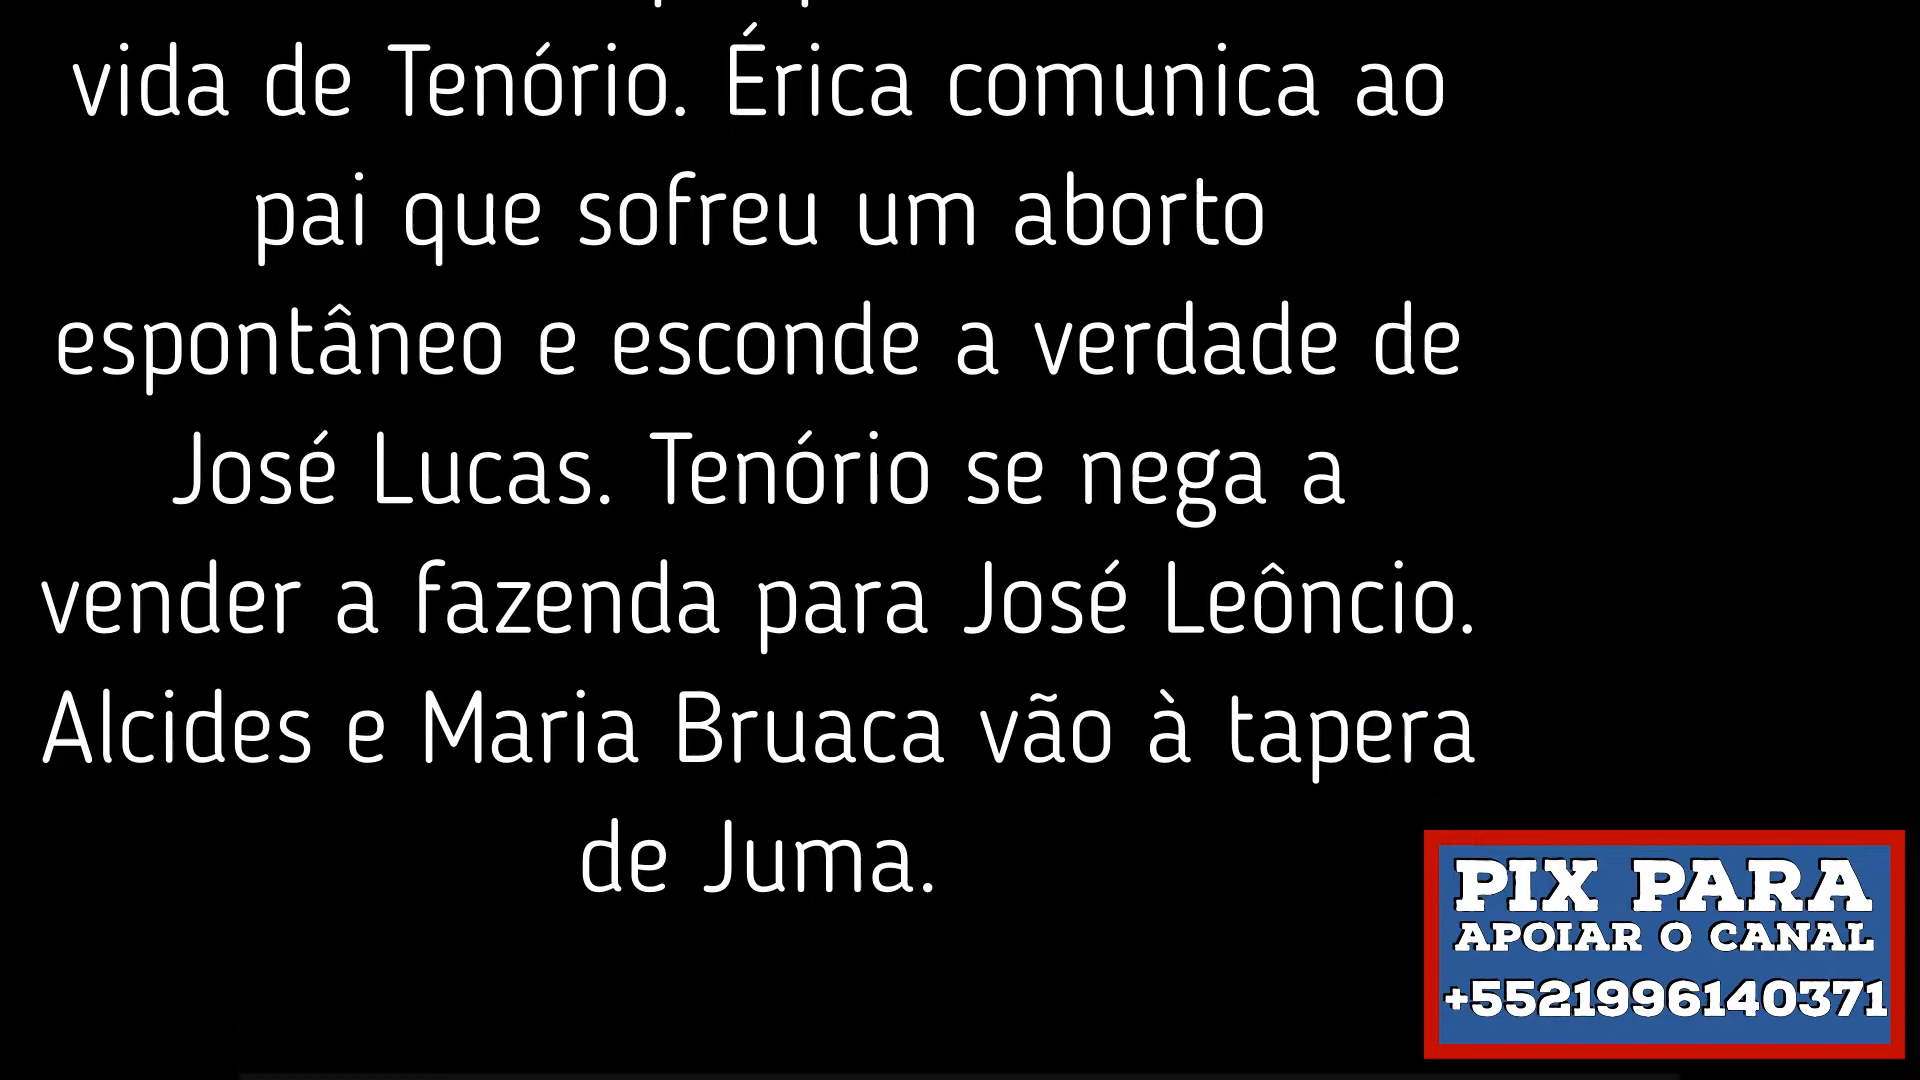 vida de Tenório. Érica comunica ao
pai que sofreu um aborto
espontâneo e esconde a verdade de
José Lucas. Tenório se nega a
vender a fazenda para José Leôncio.
Alcides e Maria Bruaca vão à tapera
de Juma.
PIX PARA
APOIAR O CANAL
+5521996140371